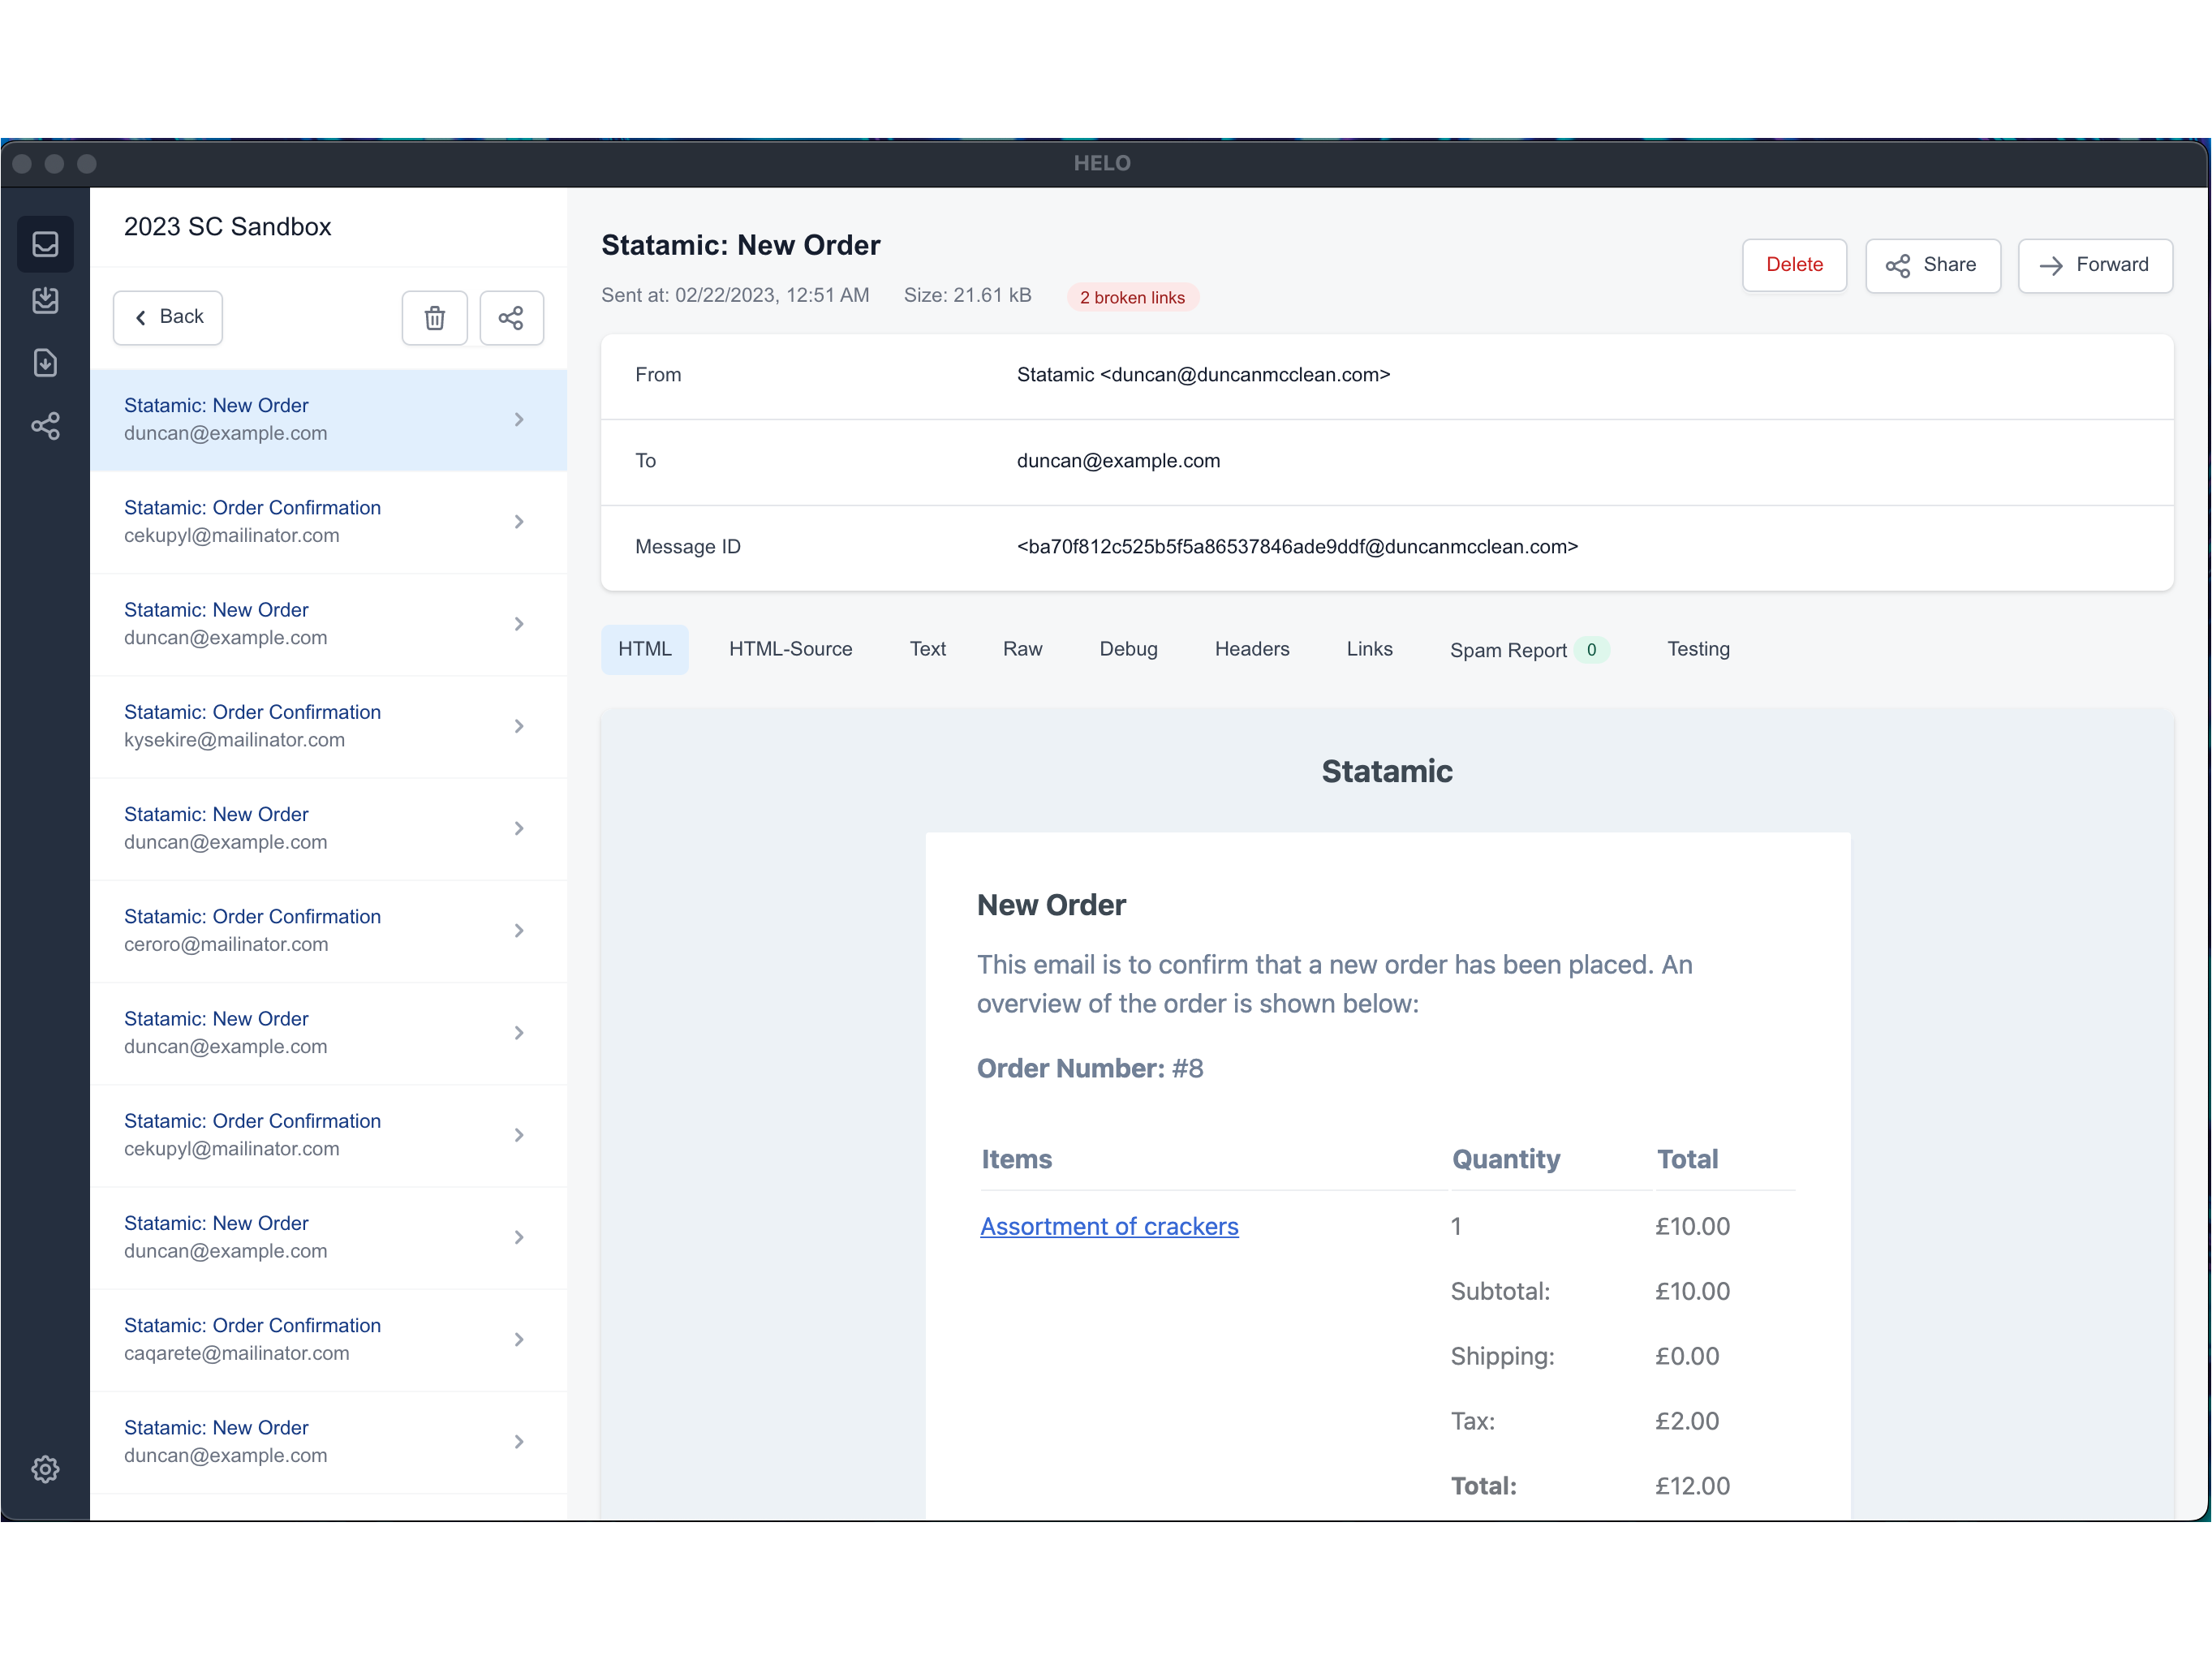 HELO
2023 SC Sandbox
Back
Statamic: New Order
duncan@example.com
Statamic: Order Confirmation
cekupyl@mailinator.com
Statamic: New Order
duncan@example.com
Statamic: Order Confirmation
kysekire@mailinator.com
Statamic: New Order
duncan@example.com
Statamic: Order Confirmation
ceroro@mailinator.com
Statamic: New Order
duncan@example.com
Statamic: Order Confirmation
cekupyl@mailinator.com
Statamic: New Order
duncan@example.com
Statamic: Order Confirmation
caqarete@mailinator.com
Statamic: New Order
duncan@example.com
Statamic: New Order
Delete Share Forward
Sent at: 02/22/2023, 12:51 AM Size: 21.61 kB 2 broken links
From Statamic <duncan@duncanmcclean.com>
To duncan@example.com
Message ID <ba70f812c525b5f5a86537846ade9ddf@duncanmcclean.com>
HTML HTML-Source Text Raw Debug Headers Links Spam Report 0 Testing
Statamic
New Order
This email is to confirm that a new order has been placed. An
overview of the order is shown below:
Order Number: #8
Items Quantity Total
Assortment of crackers 1 £10.00
Subtotal: £10.00
Shipping: £0.00
Tax: £2.00
Total: £12.00